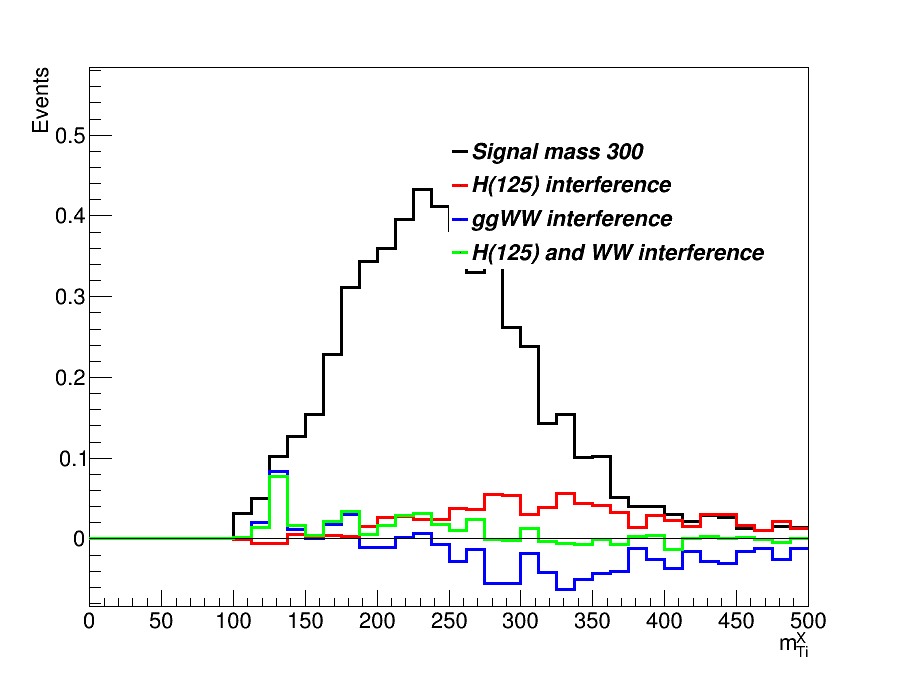 Events
0.5
0.4
0.3
0.2
0.1
0
Signal mass 300
H(125) interference
ggWW interference
H(125) and WW interference
0 50 100 150 200 250 300 350 400 450 500
m^X_Ti